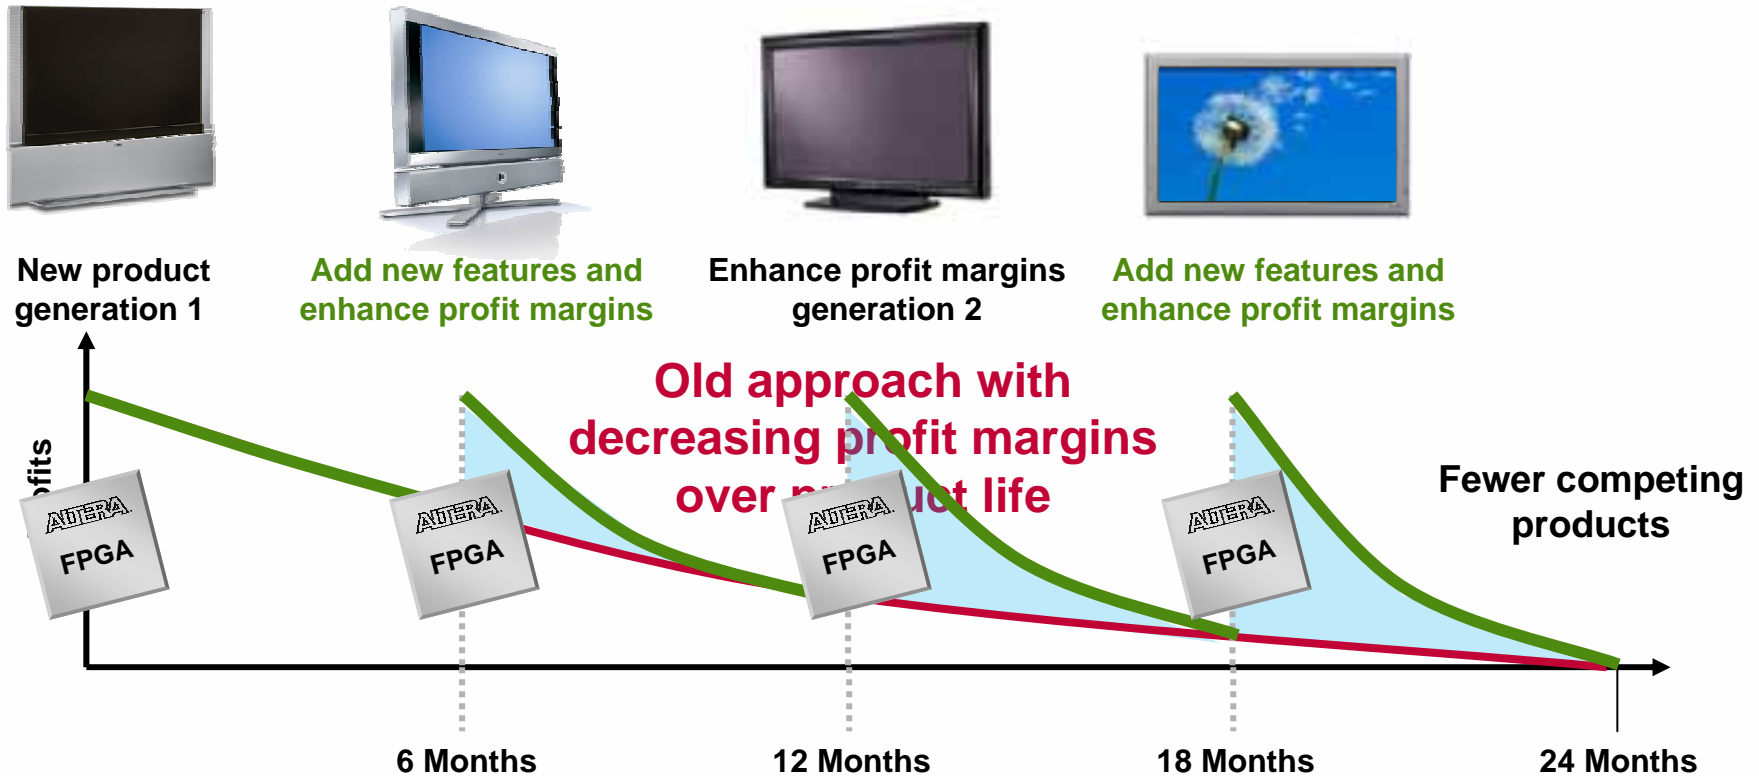 New product
generation 1
Add new features and
enhance profit margins
Enhance profit margins
generation 2
Add new features and
enhance profit margins
Old approach with
decreasing profit margins
over life
Fewer competing
products
ALTERA.
FPGA
ALTERA.
FPGA
ALTERA.
FPGA
ALTERA.
FPGA
6 Months
12 Months
18 Months
24 Months